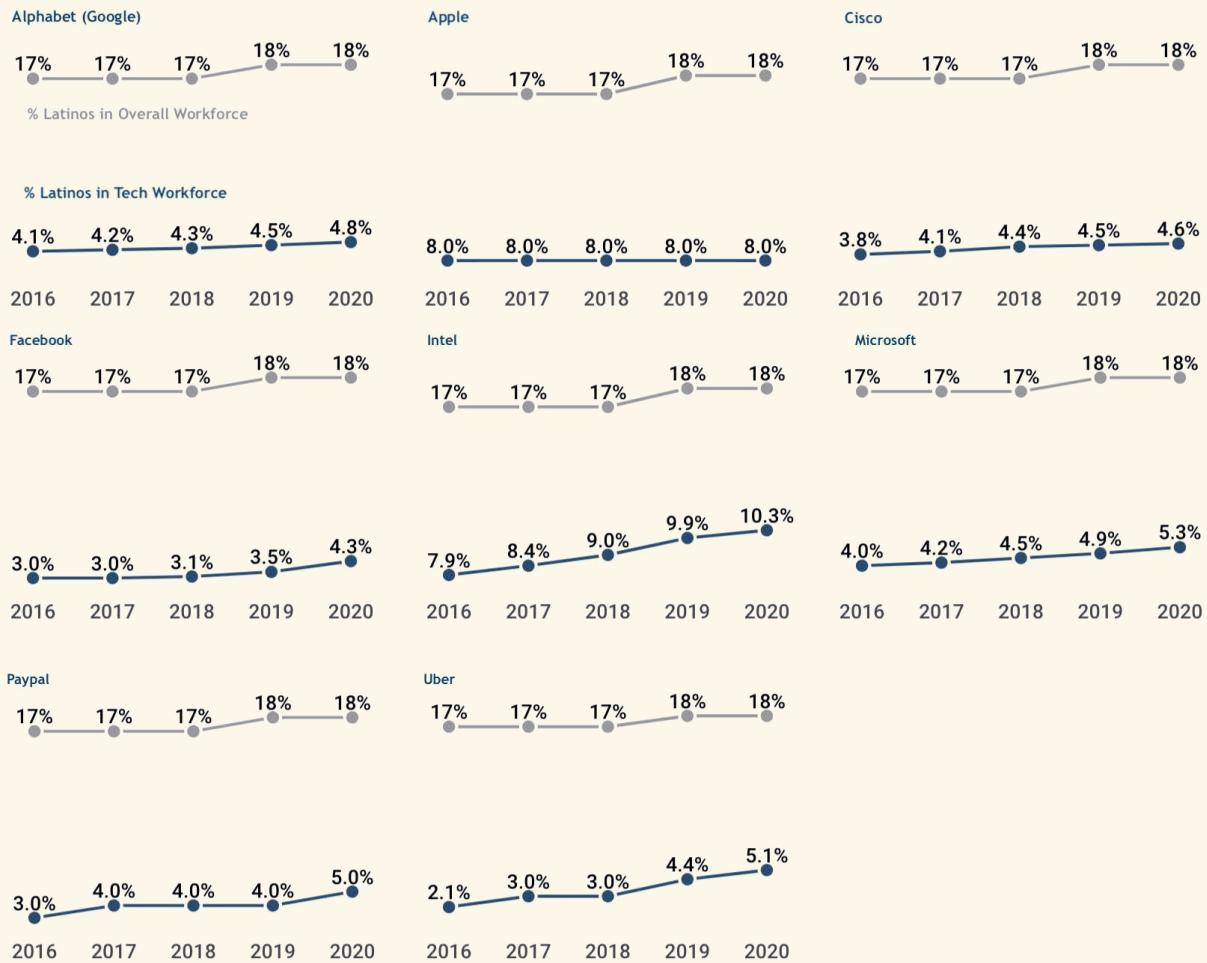 Alphabet (Google)
17% 17% 17% 18% 18%
% Latinos in Overall Workforce
% Latinos in Tech Workforce
4.1% 4.2% 4.3% 4.5% 4.8%
2016 2017 2018 2019 2020
Apple
17% 17% 17% 18% 18%
8.0% 8.0% 8.0% 8.0% 8.0%
2016 2017 2018 2019 2020
Cisco
17% 17% 17% 18% 18%
3.8% 4.1% 4.4% 4.5% 4.6%
2016 2017 2018 2019 2020
Facebook
17% 17% 17% 18% 18%
3.0% 3.0% 3.1% 3.5% 4.3%
2016 2017 2018 2019 2020
Intel
17% 17% 17% 18% 18%
7.9% 8.4% 9.0% 9.9% 10.3%
2016 2017 2018 2019 2020
Microsoft
17% 17% 17% 18% 18%
4.0% 4.2% 4.5% 4.9% 5.3%
2016 2017 2018 2019 2020
Paypal
17% 17% 17% 18% 18%
3.0% 4.0% 4.0% 4.0% 5.0%
2016 2017 2018 2019 2020
Uber
17% 17% 17% 18% 18%
2.1% 3.0% 3.0% 4.4% 5.1%
2016 2017 2018 2019 2020